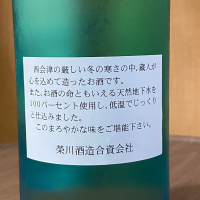 西会津の厳しい冬の寒さの中、蔵人が
心を込めて造ったお酒です。
また、お酒の命ともいえる天然地下水を
100パーセント使用し、低温でじっくり
と仕込みました。
このまろやかな味をご堪能下さい。
榮川酒造合資会社